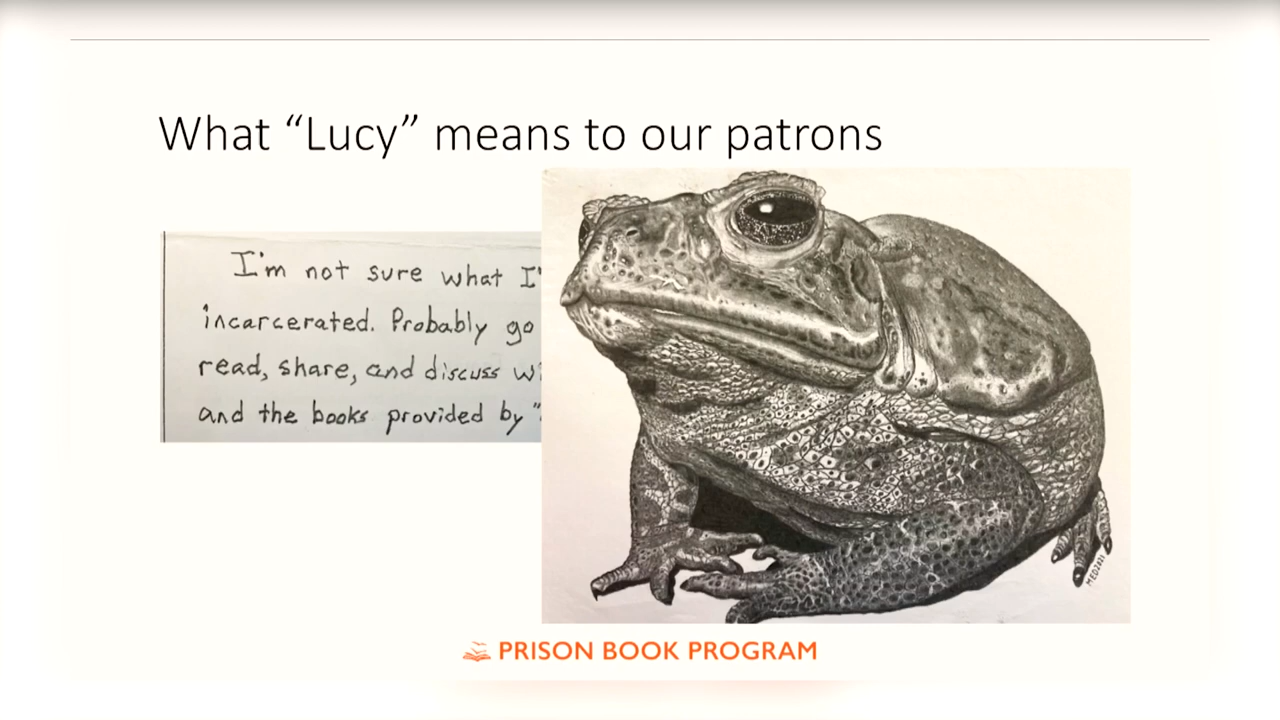 What “Lucy” means to our patrons
I'm not sure what I'
incarcerated. Probably go
read, share, and discuss wi
and the books provided by "
MED2021
PRISON BOOK PROGRAM